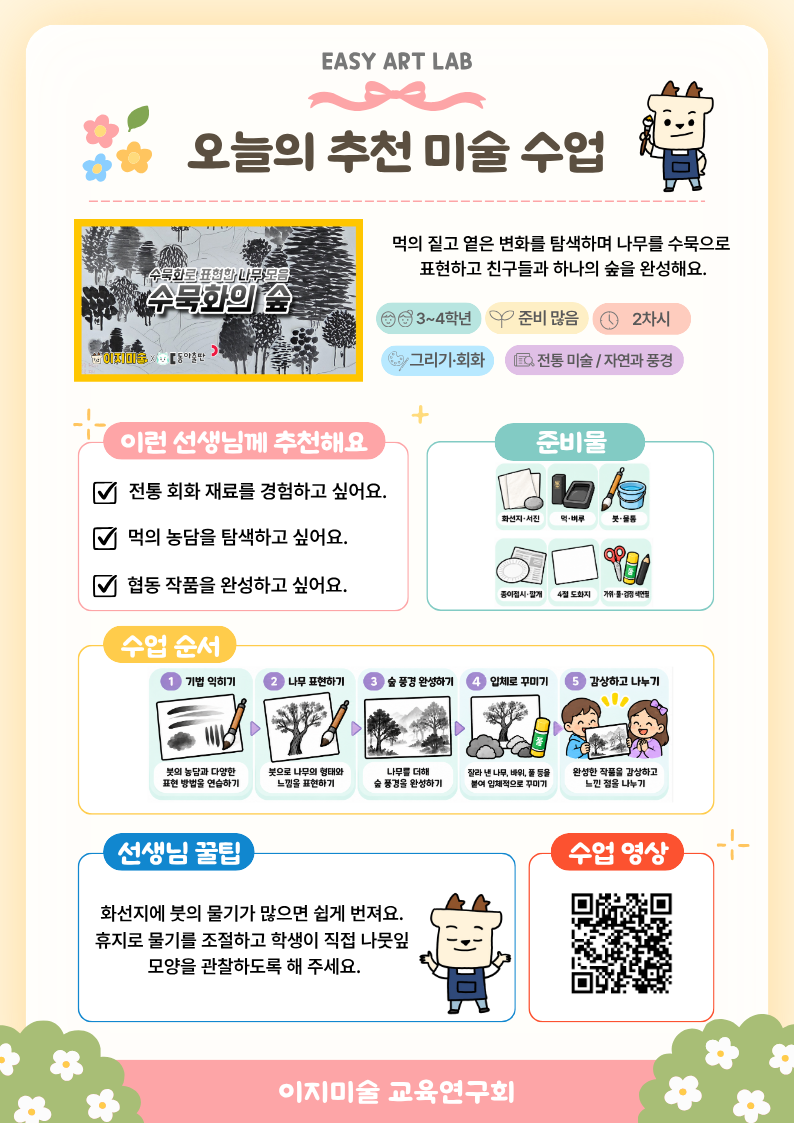 EASY ART LAB
오늘의 추천 미술 수업
수묵화로 표현한 나무 모음
수묵화의 숲
이지미술 x 동아출판
먹의 짙고 옅은 변화를 탐색하며 나무를 수묵으로
표현하고 친구들과 하나의 숲을 완성해요.
3~4학년
준비 많음
2차시
그리기·회화
전통 미술 / 자연과 풍경
이런 선생님께 추천해요
전통 회화 재료를 경험하고 싶어요.
먹의 농담을 탐색하고 싶어요.
협동 작품을 완성하고 싶어요.
준비물
화선지·서진
먹·벼루
붓·물통
종이접시·깔개
4절 도화지
가위·풀·검정 색연필
수업 순서
1 기법 익히기
2 나무 표현하기
3 숲 풍경 완성하기
4 입체로 꾸미기
5 감상하고 나누기
붓의 농담과 다양한
표현 방법을 연습하기
붓으로 나무의 형태와
느낌을 표현하기
나무를 더해
숲 풍경을 완성하기
잘라 낸 나무, 바위, 풀 등을
붙여 입체적으로 꾸미기
완성한 작품을 감상하고
느낀 점을 나누기
선생님 꿀팁
화선지에 붓의 물기가 많으면 쉽게 번져요.
휴지로 물기를 조절하고 학생이 직접 나뭇잎
모양을 관찰하도록 해 주세요.
수업 영상
이지미술 교육연구회